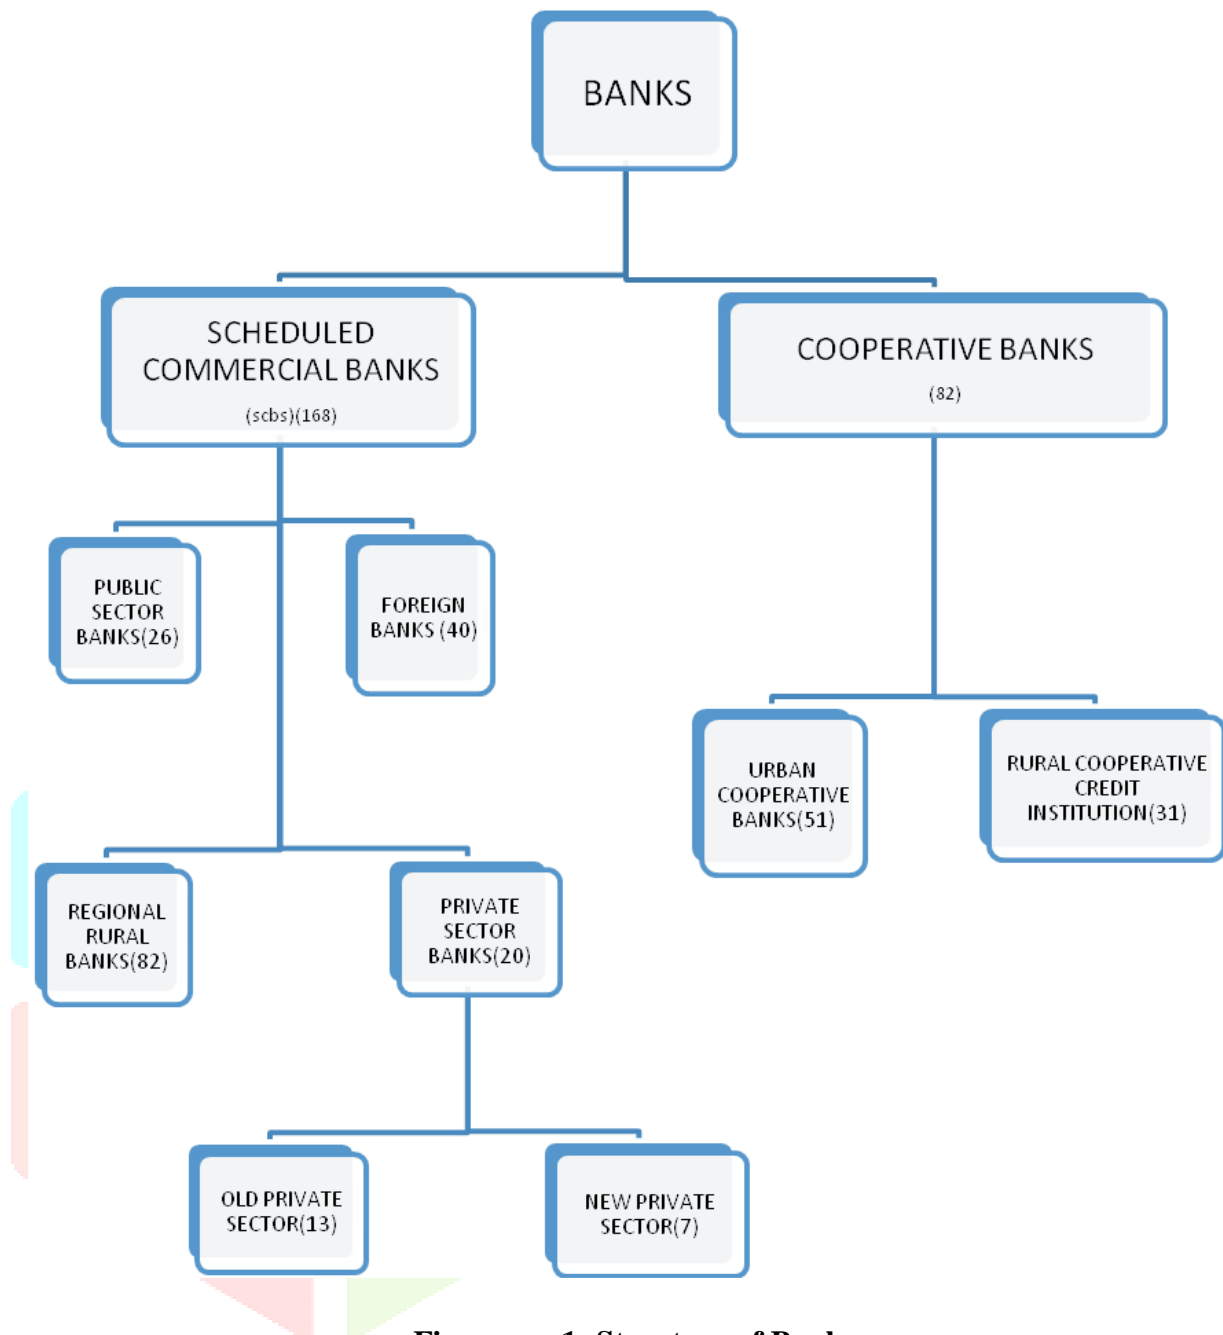 BANKS
SCHEDULED
COMMERCIAL BANKS
(scbs)(168)
COOPERATIVE BANKS
(82)
PUBLIC
SECTOR
BANKS(26)
FOREIGN
BANKS (40)
URBAN
COOPERATIVE
BANKS(51)
RURAL COOPERATIVE
CREDIT
INSTITUTION(31)
REGIONAL
RURAL
BANKS(82)
PRIVATE
SECTOR
BANKS(20)
OLD PRIVATE
SECTOR(13)
NEW PRIVATE
SECTOR(7)